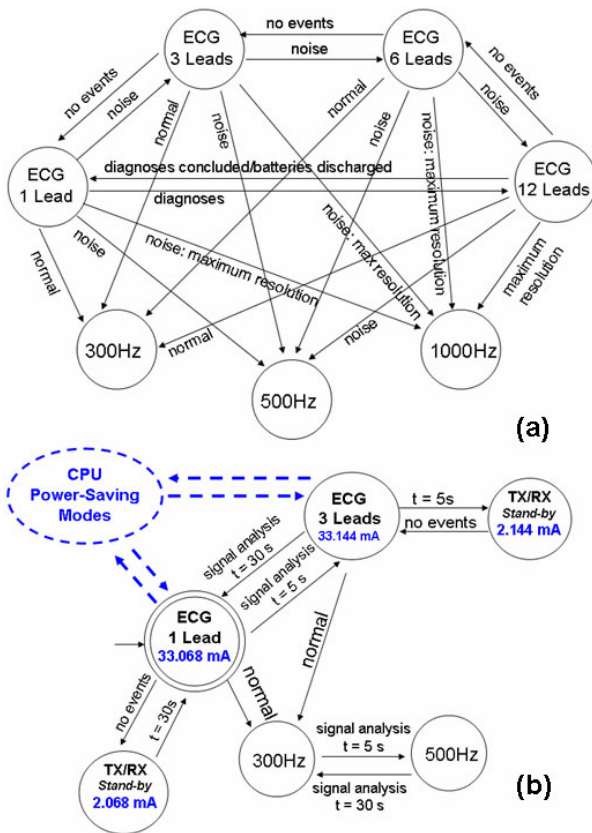 no events
ECG
3 Leads
noise
ECG
6 Leads
no events
noise
normal
noise
normal
noise
no events
noise
ECG
1 Lead
diagnoses concluded/batteries discharged
diagnoses
ECG
12 Leads
noise: maximum resolution
noise: max resolution
noise: maximum resolution
maximum
resolution
normal
noise
normal
noise
300Hz
500Hz
1000Hz
(a)
CPU
Power-Saving
Modes
ECG
3 Leads
33.144 mA
t = 5s
no events
TX/RX
Stand-by
2.144 mA
signal analysis
t = 30 s
signal analysis
t = 5 s
ECG
1 Lead
33.068 mA
normal
normal
no events
t = 30s
TX/RX
Stand-by
2.068 mA
300Hz
signal analysis
t = 5 s
signal analysis
t = 30 s
500Hz
(b)